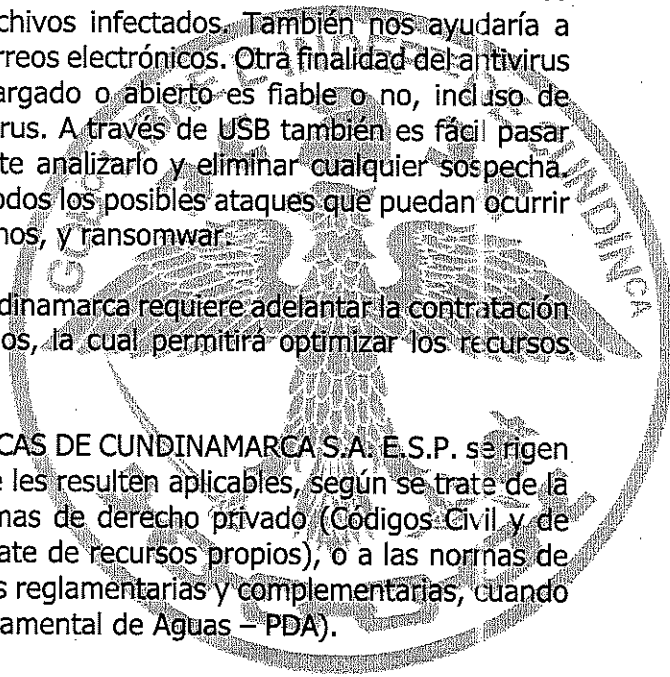 chivos infectados. También nos ayudaría a
rreos electrónicos. Otra finalidad del antivirus
argado o abierto es fiable o no, incluso de
rus. A través de USB también es fácil pasar
te analizarlo y eliminar cualquier sospecha.
odos los posibles ataques que puedan ocurrir
nos, y ransomwar.
dinamarca requiere adelantar la contratación
os, la cual permitirá optimizar los recursos
CAS DE CUNDINAMARCA S.A. E.S.P. se rigen
e les resulten aplicables, según se trate de la
mas de derecho privado (Códigos Civil y de
ate de recursos propios), o a las normas de
s reglamentarias y complementarias, cuando
amental de Aguas – PDA).